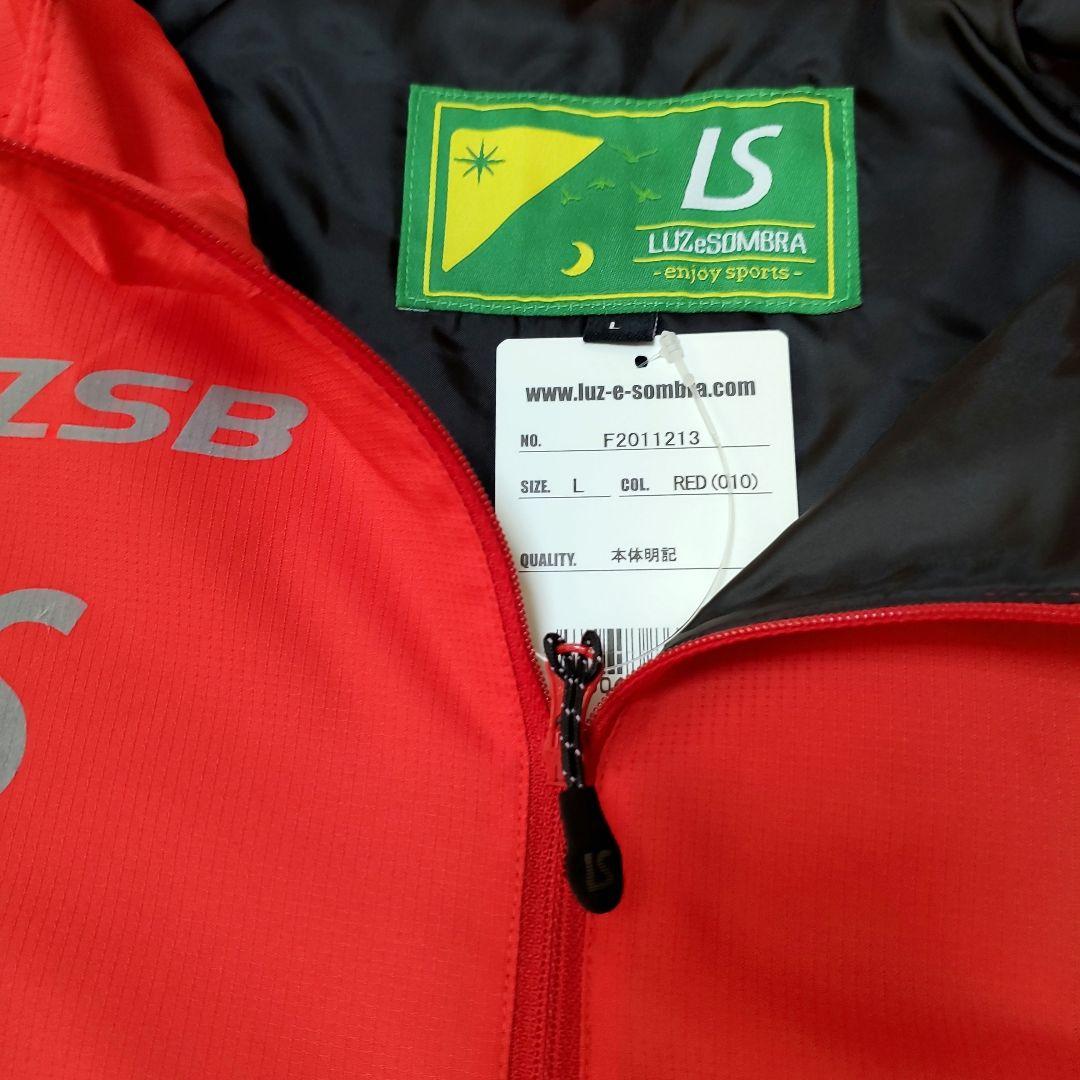 LS
LUZeSOMBRA
-enjoy sports-
L
www.luz-e-sombra.com
NO. F2011213
SIZE. L COL. RED(010)
QUALITY. 本体明記
ZSB
LS